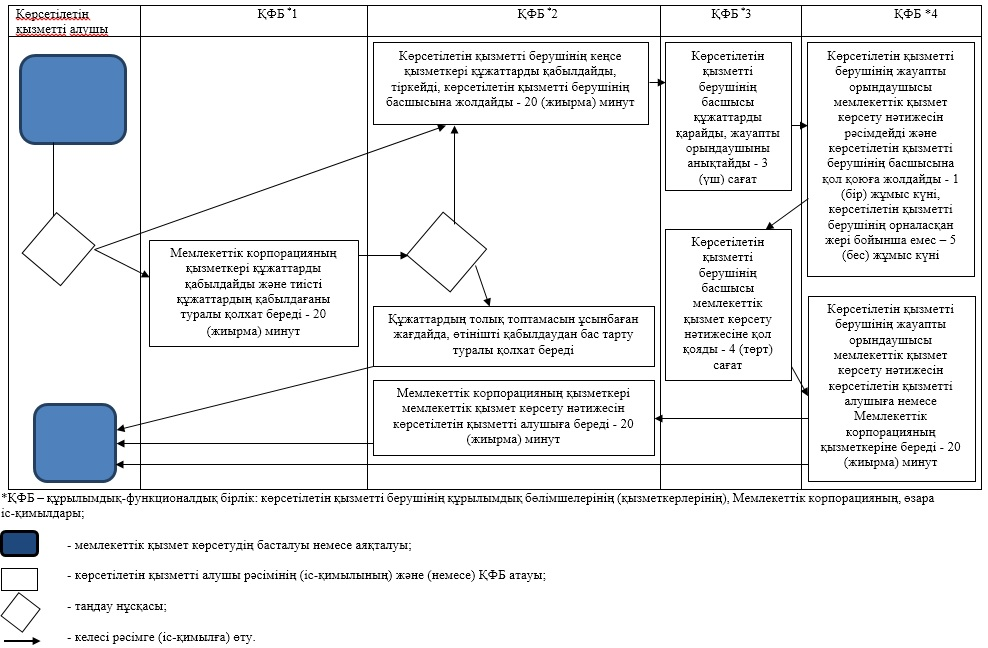 Көрсетілетін
қызметті алушы
ҚФБ *1
ҚФБ *2
ҚФБ *3
ҚФБ *4
Көрсетілетін қызметті берушінің кеңсе
қызметкері құжаттарды қабылдайды,
тіркейді, көрсетілетін қызметті берушінің
басшысына жолдайды - 20 (жиырма) минут
Көрсетілетін
қызметті
берушінің
басшысы
құжаттарды
қарайды, жауапты
орындаушыны
анықтайды - 3
(үш) сағат
Көрсетілетін қызметті
берушінің жауапты
орындаушысы
мемлекеттік қызмет
көрсету нәтижесін
рәсімдейді және
көрсетілетін қызметті
берушінің басшысына
қол қоюға жолдайды - 1
(бір) жұмыс күні,
көрсетілетін қызметті
берушінің орналасқан
жері бойынша емес – 5
(бес) жұмыс күні
Мемлекеттік корпорацияның
қызметкері құжаттарды
қабылдайды және тиісті
құжаттардың қабылдағаны
туралы қолхат береді - 20
(жиырма) минут
Көрсетілетін
қызметті
берушінің
басшысы
мемлекеттік
қызмет көрсету
нәтижесіне қол
қояды - 4 (төрт)
сағат
Құжаттардың толық топтамасын ұсынбаған
жағдайда, өтінішті қабылдаудан бас тарту
туралы қолхат береді
Көрсетілетін қызметті
берушінің жауапты
орындаушысы
мемлекеттік қызмет
көрсету нәтижесін
көрсетілетін қызметті
алушыға немесе
Мемлекеттік
корпорацияның
қызметкеріне береді - 20
(жиырма) минут
Мемлекеттік корпорацияның қызметкері
мемлекеттік қызмет көрсету нәтижесін
көрсетілетін қызметті алушыға береді - 20
(жиырма) минут
*ҚФБ – құрылымдық-функционалдық бірлік: көрсетілетін қызметті берушінің құрылымдық бөлімшелерінің (қызметкерлерінің), Мемлекеттік корпорацияның, өзара
іс-қимылдары;
- мемлекеттік қызмет көрсетудің басталуы немесе аяқталуы;
- көрсетілетін қызметті алушы рәсімінің (іс-қимылының) және (немесе) ҚФБ атауы;
- таңдау нұсқасы;
- келесі рәсімге (іс-қимылға) өту.